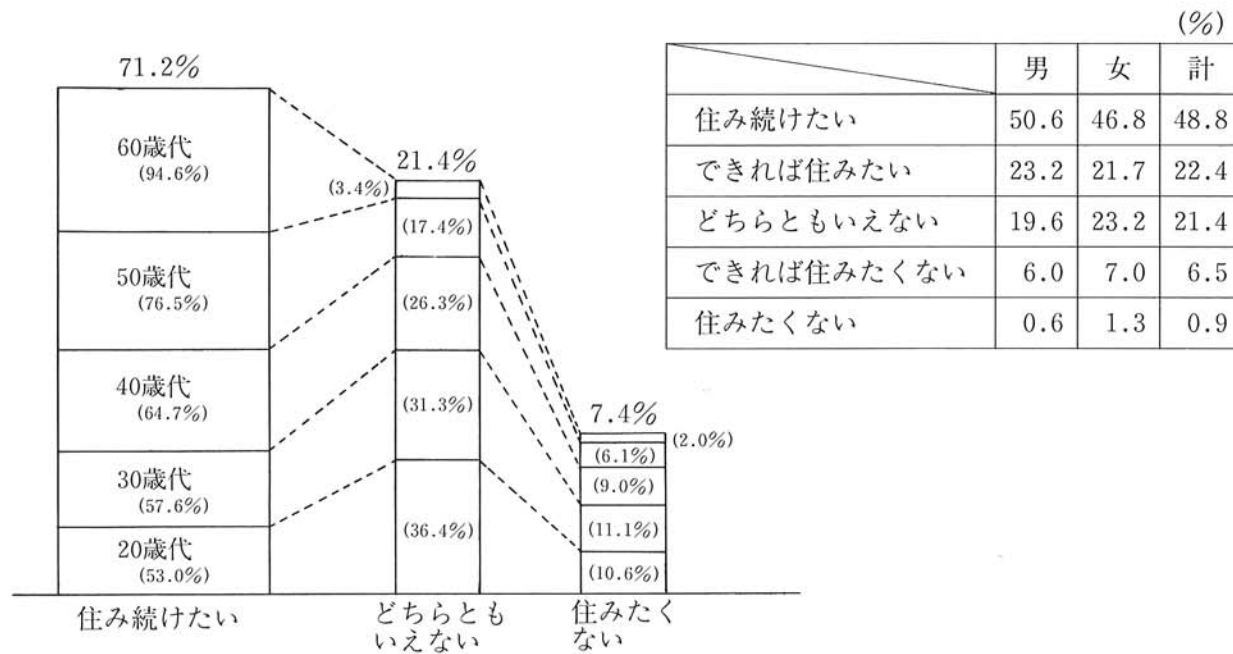 71.2%
60歳代
(94.6%)
50歳代
(76.5%)
40歳代
(64.7%)
30歳代
(57.6%)
20歳代
(53.0%)
住み続けたい
21.4%
(3.4%)
(17.4%)
(26.3%)
(31.3%)
(36.4%)
どちらとも
いえない
7.4%
(2.0%)
(6.1%)
(9.0%)
(11.1%)
(10.6%)
住みたく
ない
(%)
男 女 計
住み続けたい 50.6 46.8 48.8
できれば住みたい 23.2 21.7 22.4
どちらともいえない 19.6 23.2 21.4
できれば住みたくない 6.0 7.0 6.5
住みたくない 0.6 1.3 0.9